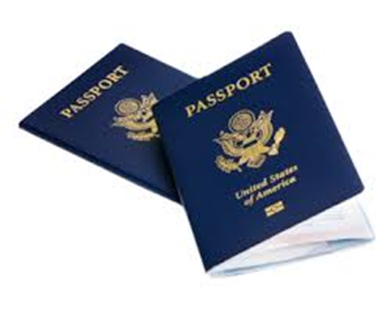 PASSPORT
PASSPORT
United States
of America